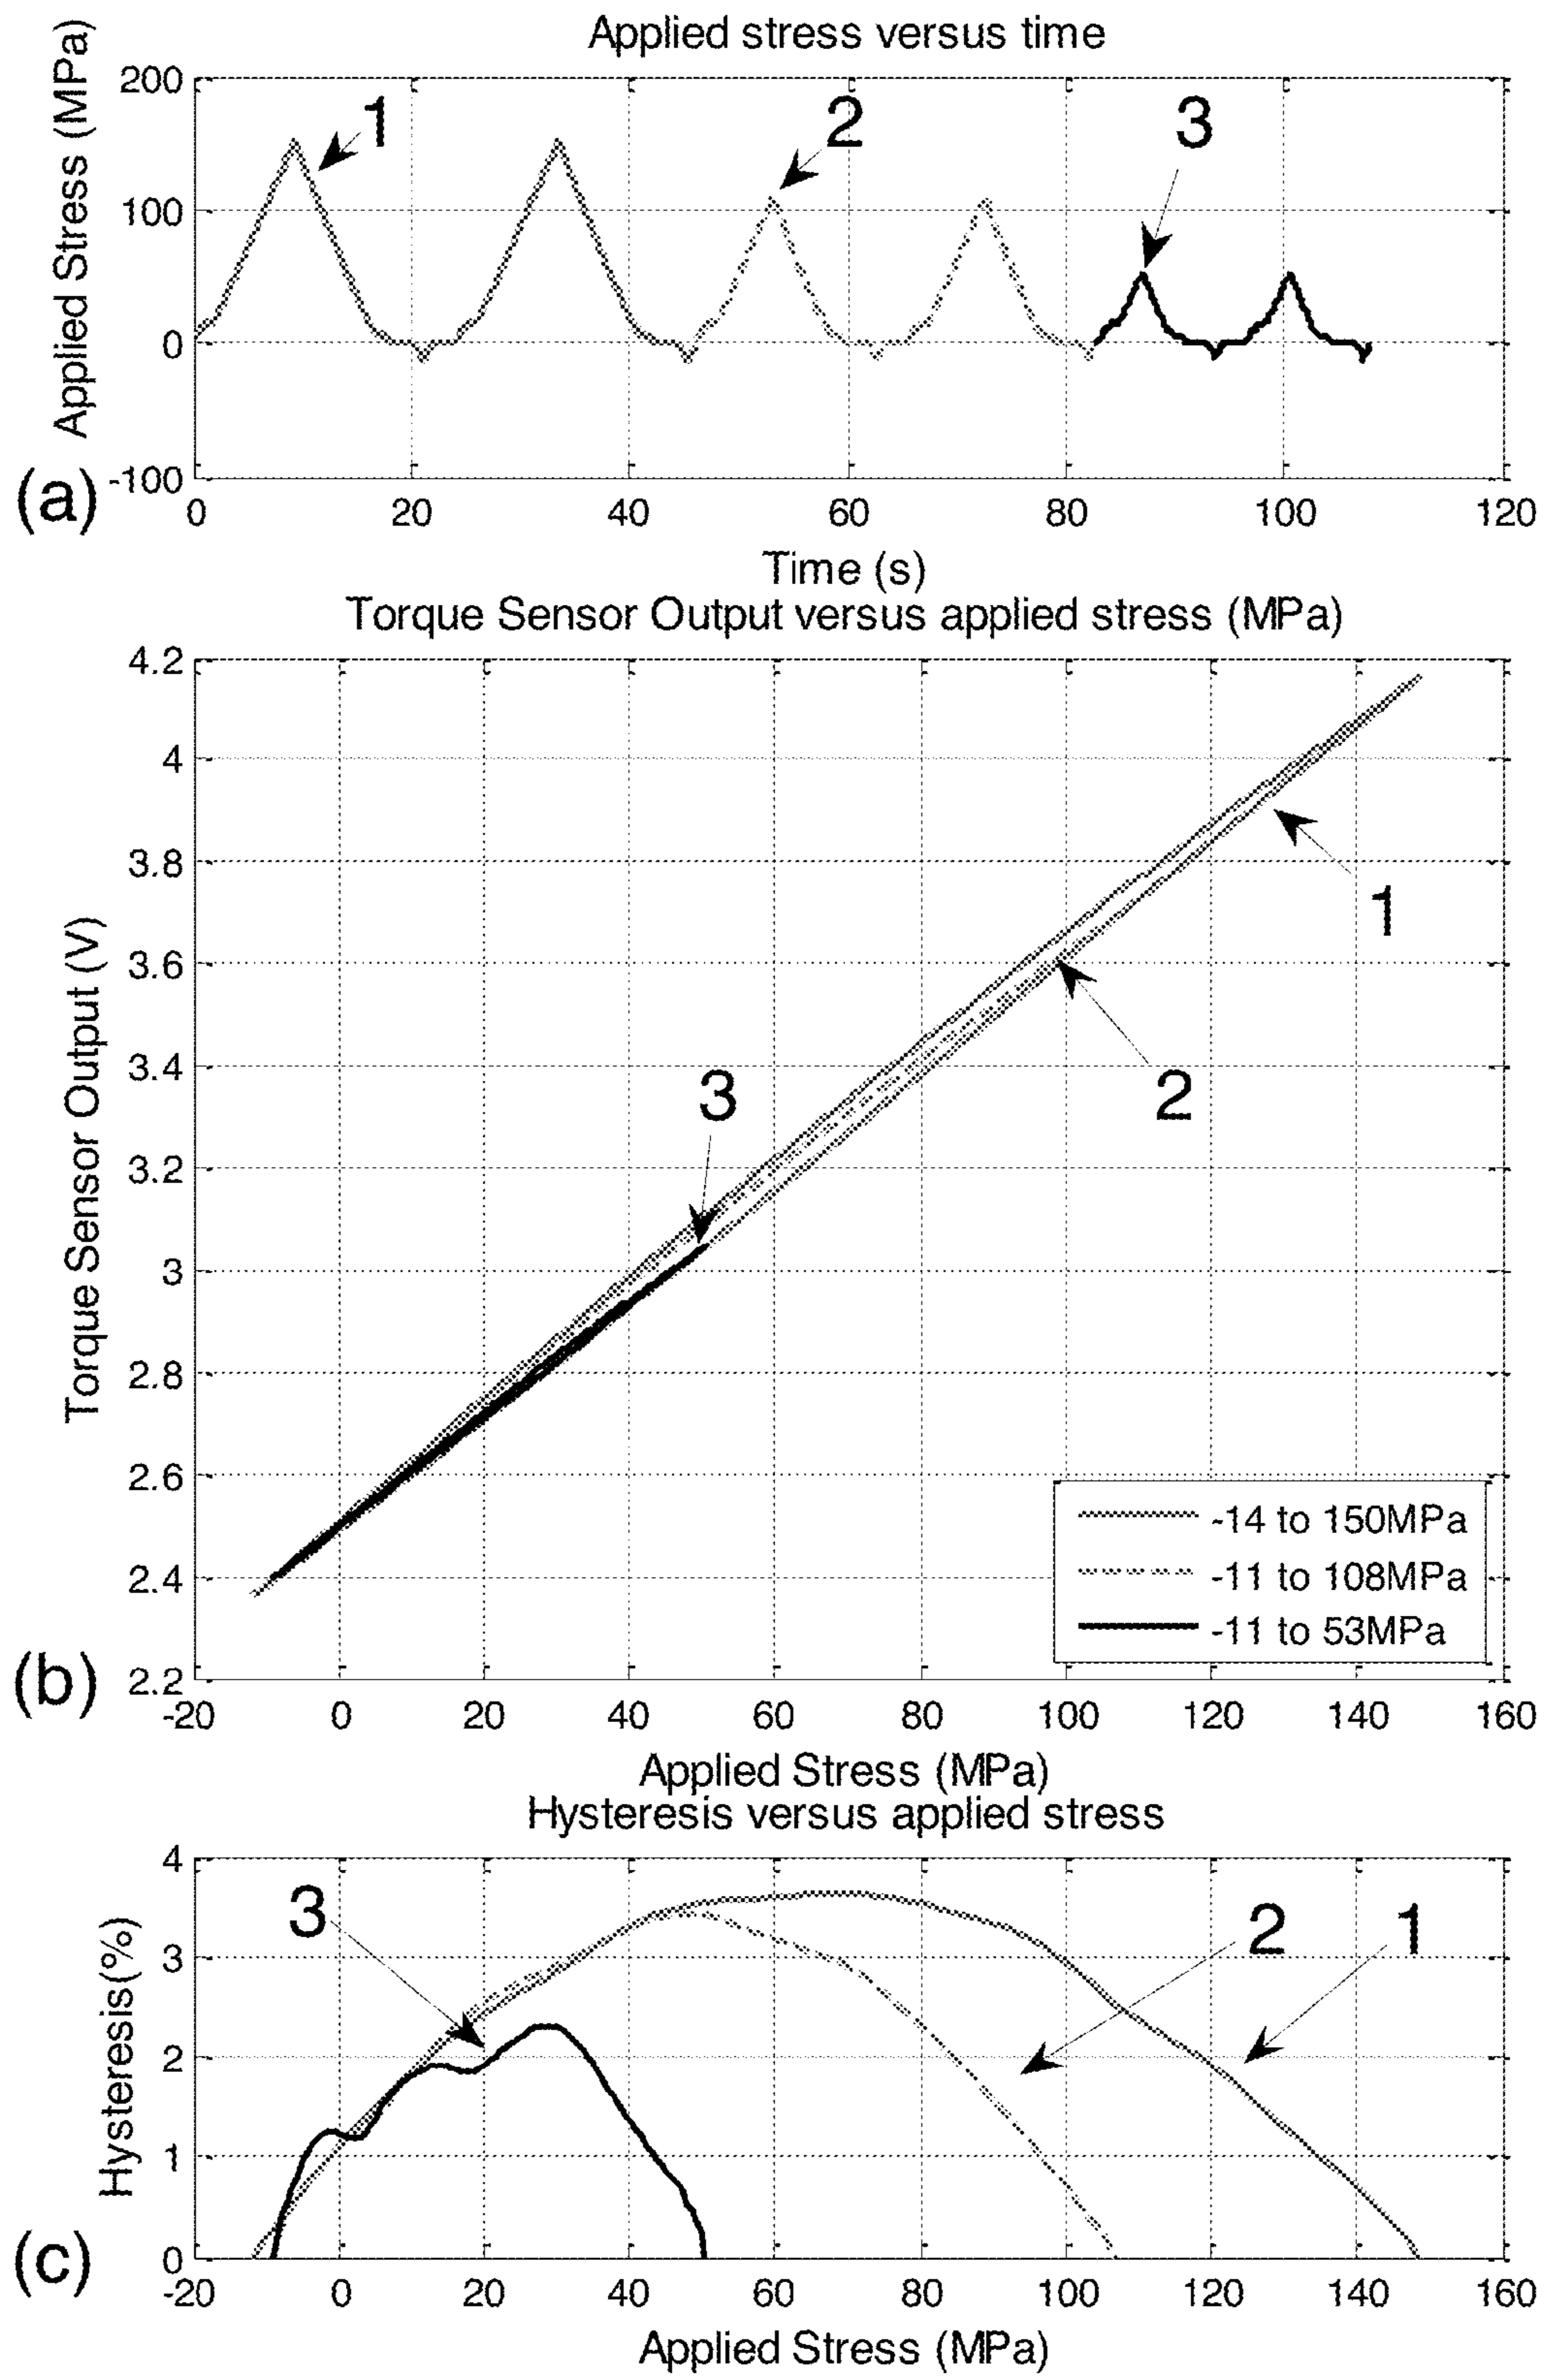 Applied stress versus time
Applied Stress (MPa)
200
100
0
-100
1
2
3
(a)
0 20 40 60 80 100 120
Time (s)
Torque Sensor Output versus applied stress (MPa)
Torque Sensor Output (V)
4.2
4
3.8
3.6
3.4
3.2
3
2.8
2.6
2.4
2.2
1
2
3
-14 to 150MPa
-11 to 108MPa
-11 to 53MPa
(b)
-20 0 20 40 60 80 100 120 140 160
Applied Stress (MPa)
Hysteresis versus applied stress
Hysteresis(%)
4
3
2
1
0
3
2
1
(c)
-20 0 20 40 60 80 100 120 140 160
Applied Stress (MPa)